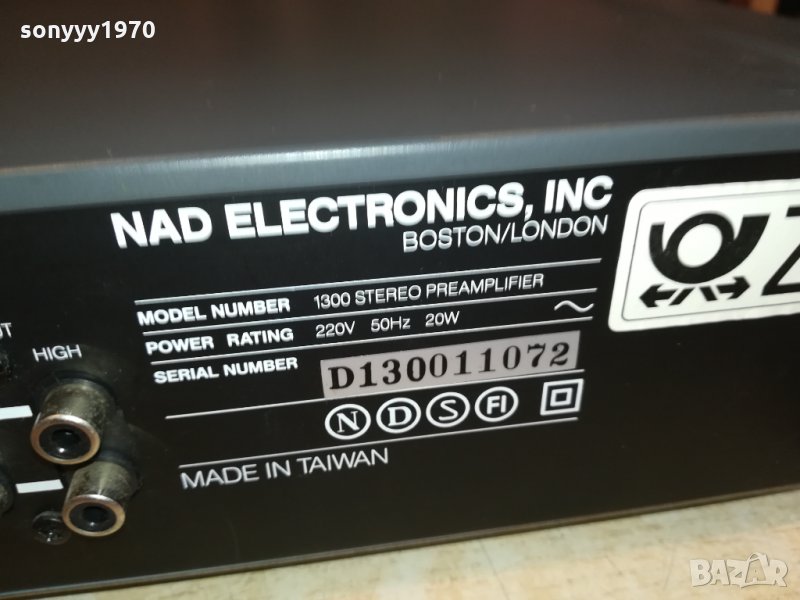 sonyyy1970
NAD ELECTRONICS, INC
BOSTON/LONDON
MODEL NUMBER 1300 STEREO PREAMPLIFIER
POWER RATING 220V 50Hz 20W ~
SERIAL NUMBER D130011072
N D S FI
MADE IN TAIWAN
HIGH
Z
BAZAR